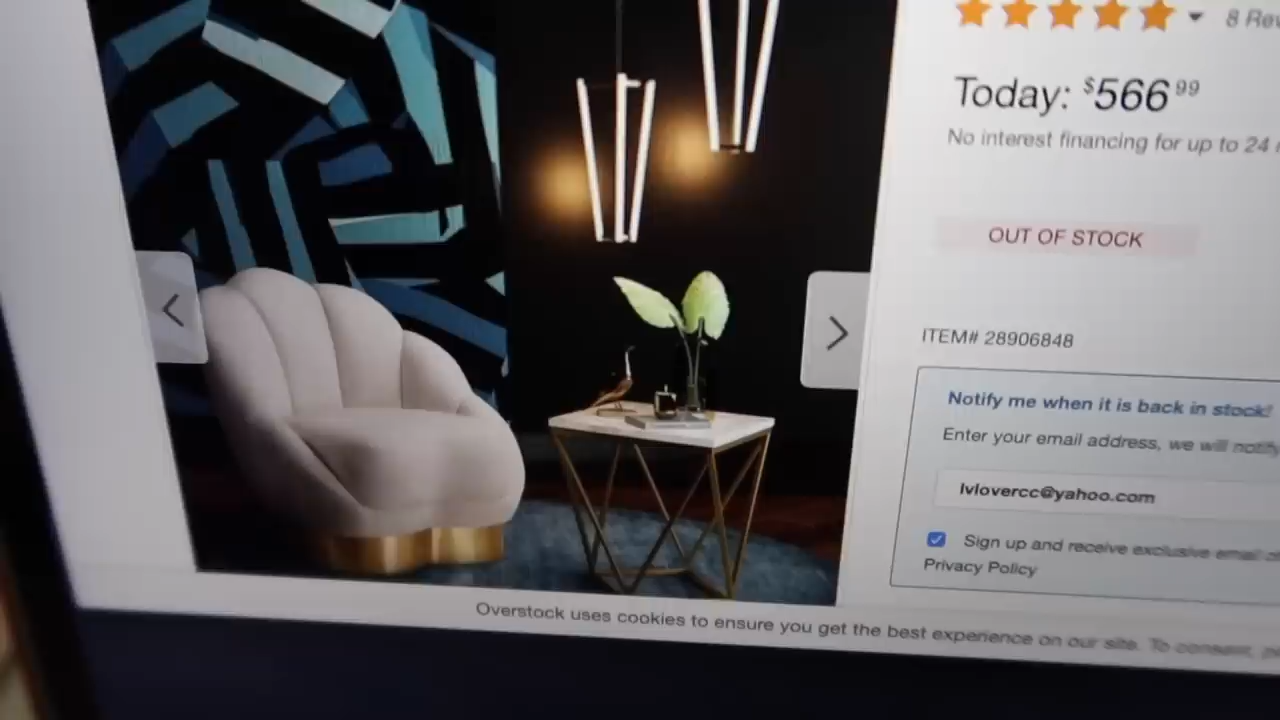 8 Rev
Today: $566 99
No interest financing for up to 24
OUT OF STOCK
ITEM# 28906848
Notify me when it is back in stock!
Enter your email address, we will notify
lvlovercc@yahoo.com
Sign up and receive exclusive email
Privacy Policy
Overstock uses cookies to ensure you get the best experience on our site. To consent,